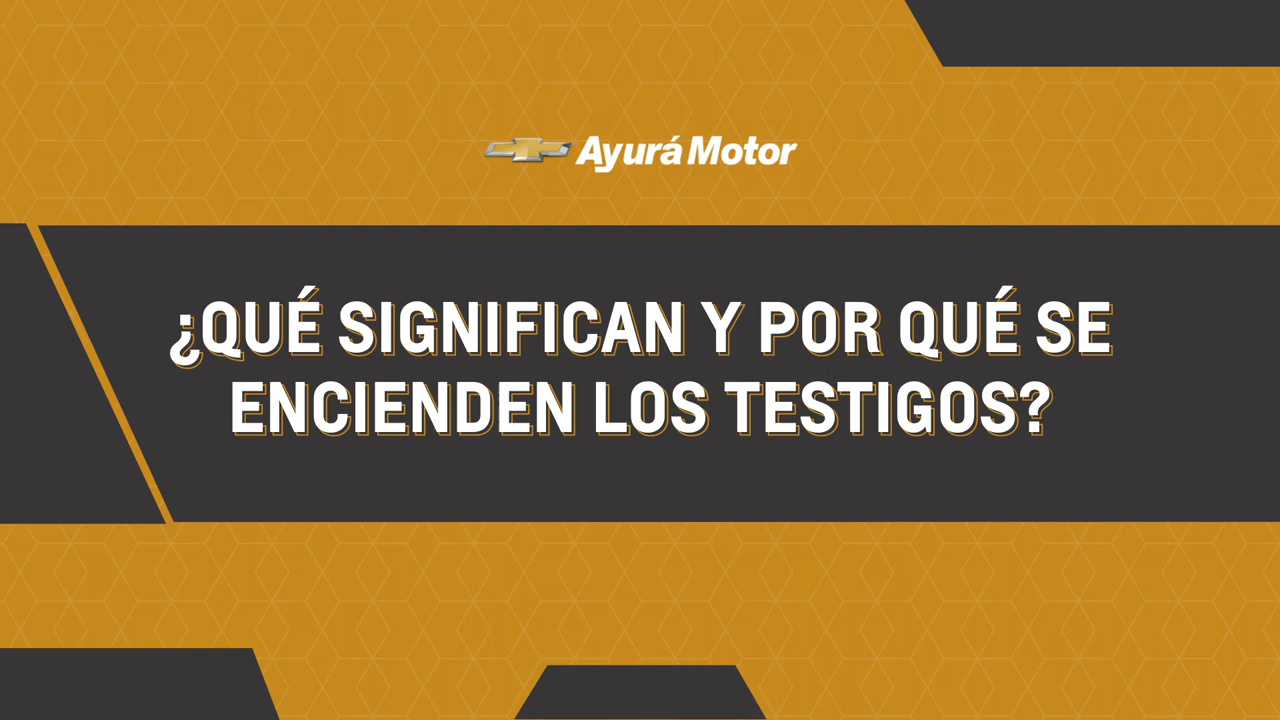 Ayurá Motor
¿QUÉ SIGNIFICAN Y POR QUÉ SE
ENCIENDEN LOS TESTIGOS?